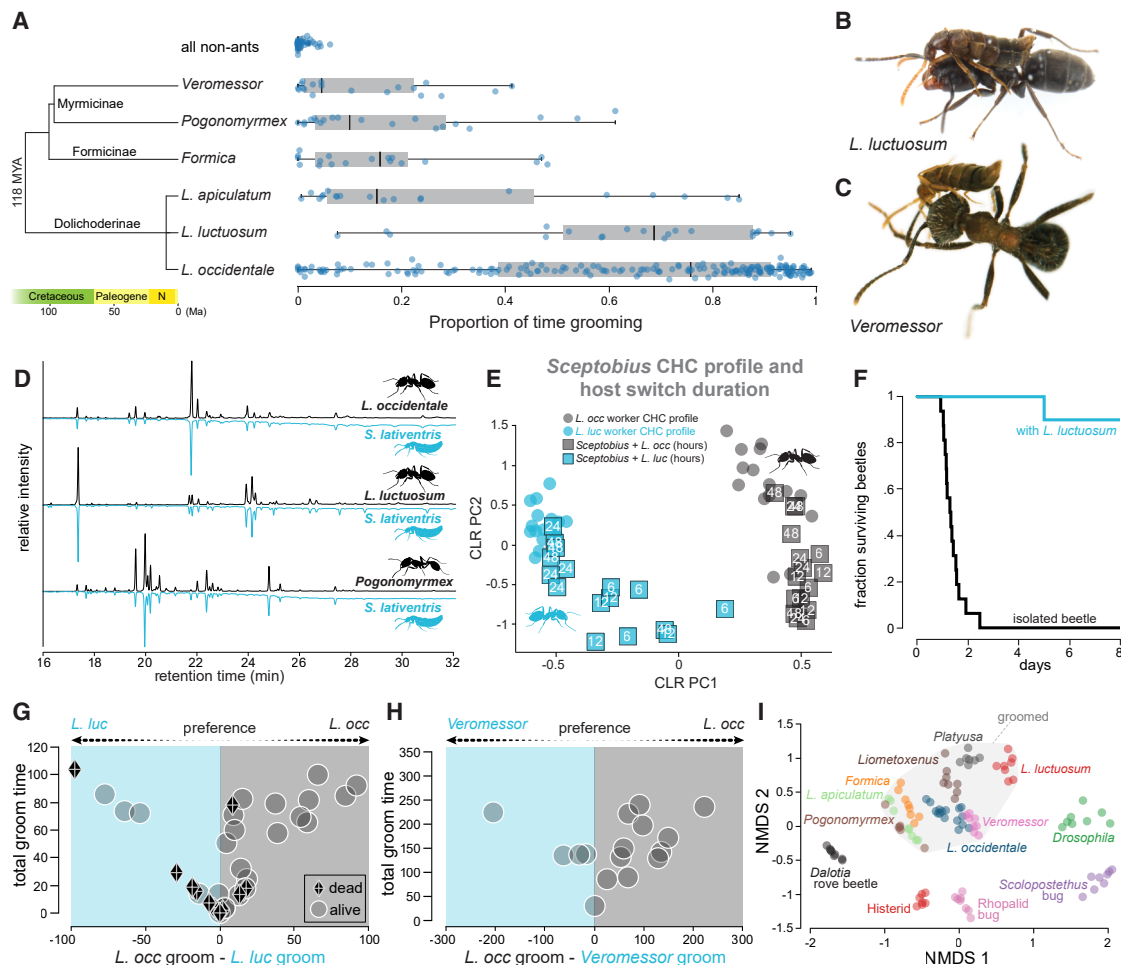 A
all non-ants
Veromessor
Myrmicinae
Pogonomyrmex
Formicinae
Formica
118 MYA
L. apiculatum
Dolichoderinae
L. luctuosum
L. occidentale
Cretaceous Paleogene N
100 50 0 (Ma)
0 0.2 0.4 0.6 0.8 1
Proportion of time grooming
B
L. luctuosum
C
Veromessor
D
L. occidentale
S. lativentris
L. luctuosum
S. lativentris
Pogonomyrmex
S. lativentris
relative intensity
16 18 20 22 24 26 28 30 32
retention time (min)
E
Sceptobius CHC profile and
host switch duration
L. occ worker CHC profile
L. luc worker CHC profile
Sceptobius + L. occ (hours)
Sceptobius + L. luc (hours)
CLR PC2
1.5
1
0.5
0
-0.5
-1
-0.5 0 0.5
CLR PC1
F
fraction surviving beetles
1
.8
.6
.4
.2
0
with L. luctuosum
isolated beetle
0 2 4 6 8
days
G
L. luc preference L. occ
total groom time
120
100
80
60
40
20
0
dead
alive
-100 -50 0 50 100
L. occ groom - L. luc groom
H
Veromessor preference L. occ
total groom time
350
300
250
200
150
100
50
0
-300 -200 -100 0 100 200 300
L. occ groom - Veromessor groom
I
groomed
Platyusa
Liometoxenus
L. luctuosum
Formica
L. apiculatum
Pogonomyrmex
Veromessor
Drosophila
L. occidentale
Dalotia
rove beetle
Scolopostethus
bug
Histerid
Rhopalid
bug
NMDS 2
1.5
1
0.5
0
-0.5
-1
-1.5
-2 -1 0 1 2
NMDS 1